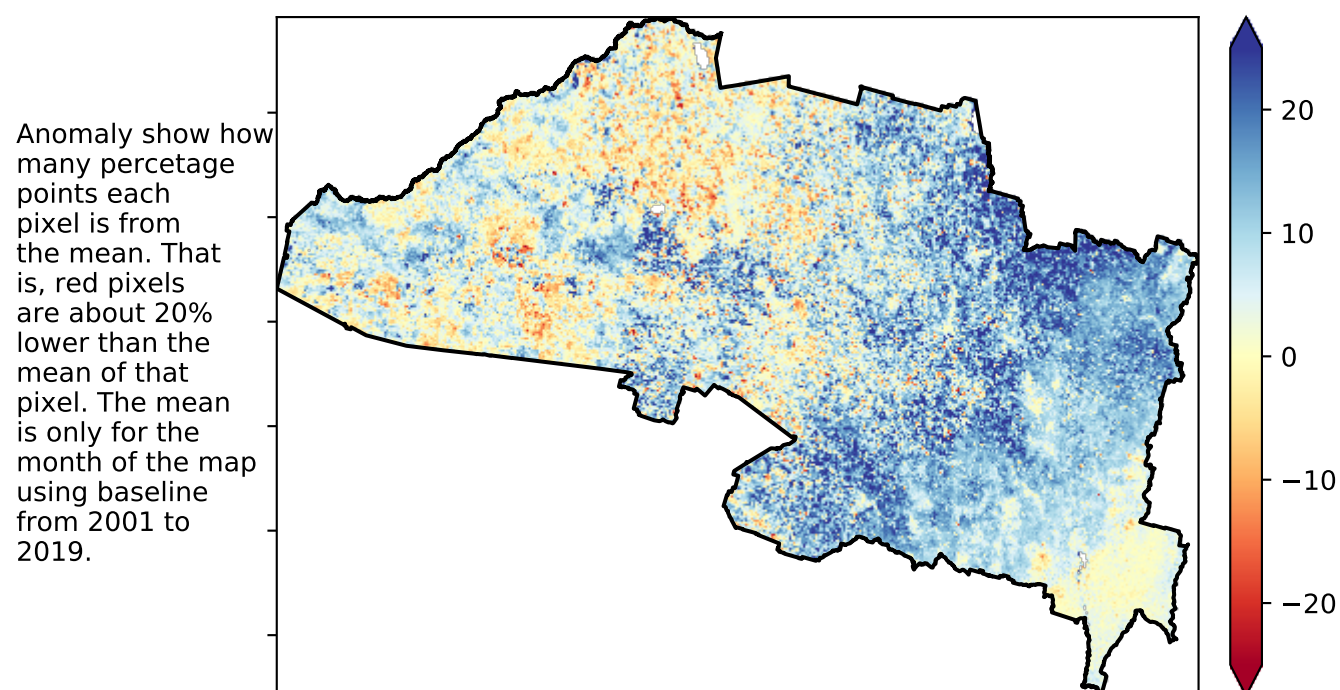 Anomaly show how
many percetage
points each
pixel is from
the mean. That
is, red pixels
are about 20%
lower than the
mean of that
pixel. The mean
is only for the
month of the map
using baseline
from 2001 to
2019.
20
10
0
−10
−20